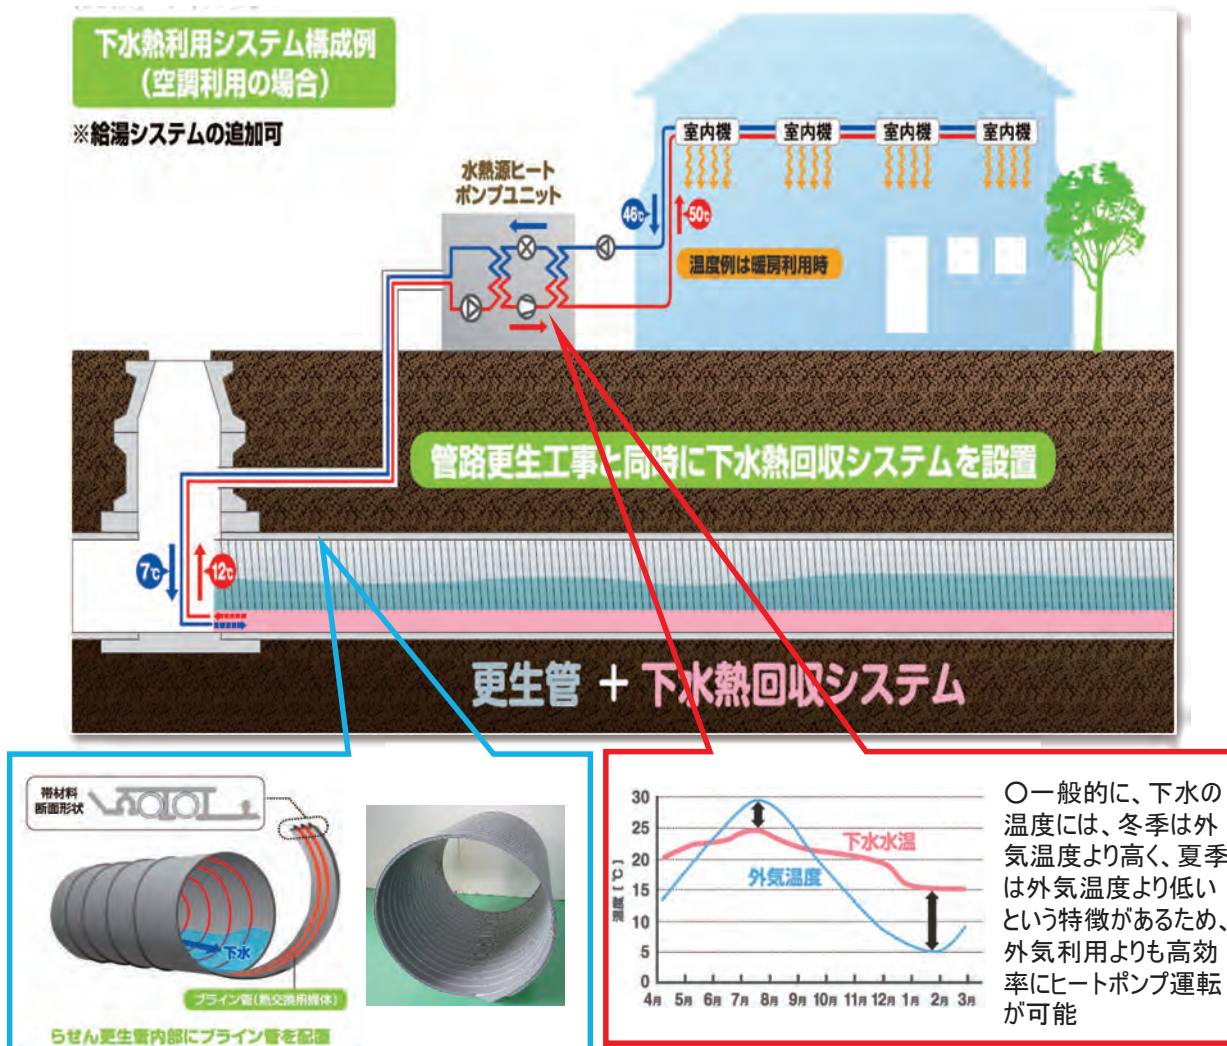 下水熱利用システム構成例
(空調利用の場合)
※給湯システムの追加可
水熱源ヒート
ポンプユニット
室内機
室内機
室内機
室内機
46℃
50℃
温度例は暖房利用時
管路更生工事と同時に下水熱回収システムを設置
7℃
12℃
更生管 + 下水熱回収システム
帯材料
断面形状
下水
ブライン管(熱交換用媒体)
らせん更生管内部にブライン管を配置
温度[℃]
30
25
20
15
10
5
0
下水水温
外気温度
4月 5月 6月 7月 8月 9月 10月 11月 12月 1月 2月 3月
〇一般的に、下水の
温度には、冬季は外
気温度より高く、夏季
は外気温度より低い
という特徴があるため、
外気利用よりも高効
率にヒートポンプ運転
が可能